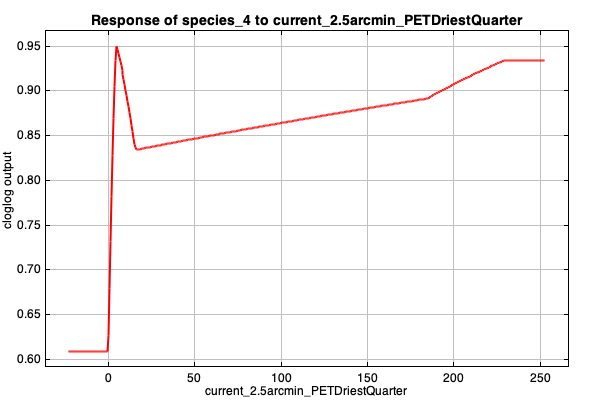 Response of species_4 to current_2.5arcmin_PETDriestQuarter
cloglog output
0.95
0.90
0.85
0.80
0.75
0.70
0.65
0.60
0 50 100 150 200 250
current_2.5arcmin_PETDriestQuarter